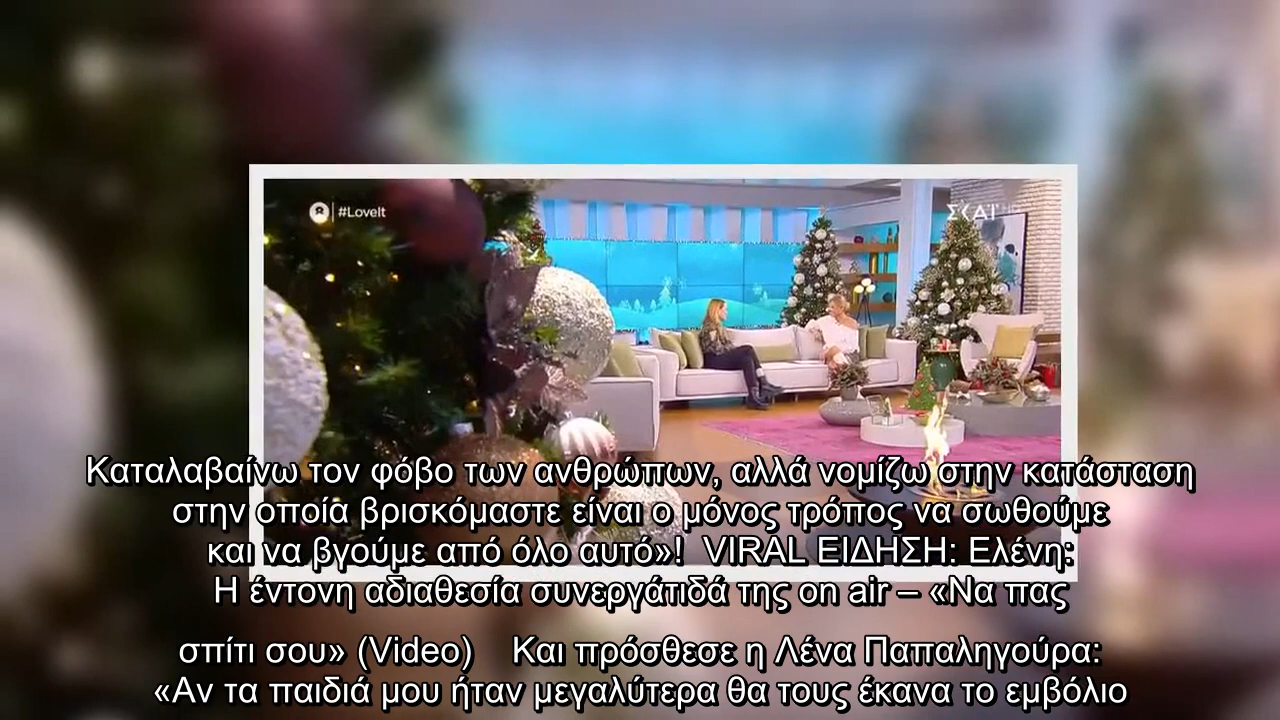 #LoveIt
ΣΚΑΪ HD
Καταλαβαίνω τον φόβο των ανθρώπων, αλλά νομίζω στην κατάσταση
στην οποία βρισκόμαστε είναι ο μόνος τρόπος να σωθούμε
και να βγούμε από όλο αυτό»!  VIRAL ΕΙΔΗΣΗ: Ελένη:
Η έντονη αδιαθεσία συνεργάτιδά της on air – «Να πας
σπίτι σου» (Video)    Και πρόσθεσε η Λένα Παπαληγούρα:
«Αν τα παιδιά μου ήταν μεγαλύτερα θα τους έκανα το εμβόλιο